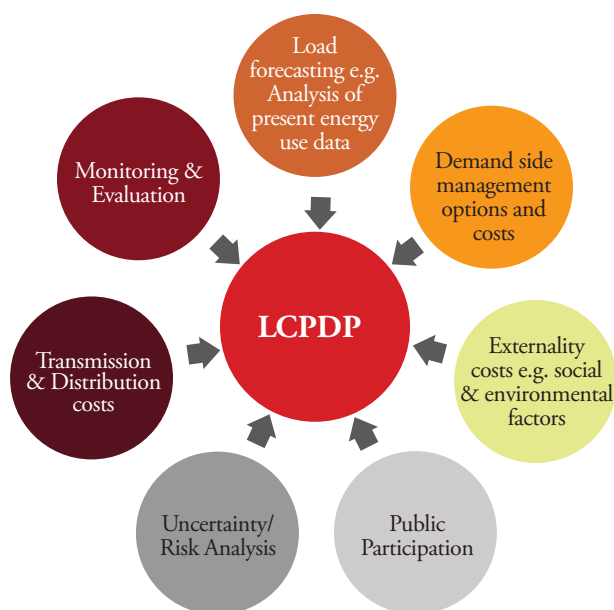 Load
forecasting e.g.
Analysis of
present energy
use data
Demand side
management
options and
costs
Externality
costs e.g. social
& environmental
factors
Public
Participation
Uncertainty/
Risk Analysis
Transmission
& Distribution
costs
Monitoring &
Evaluation
LCPDP